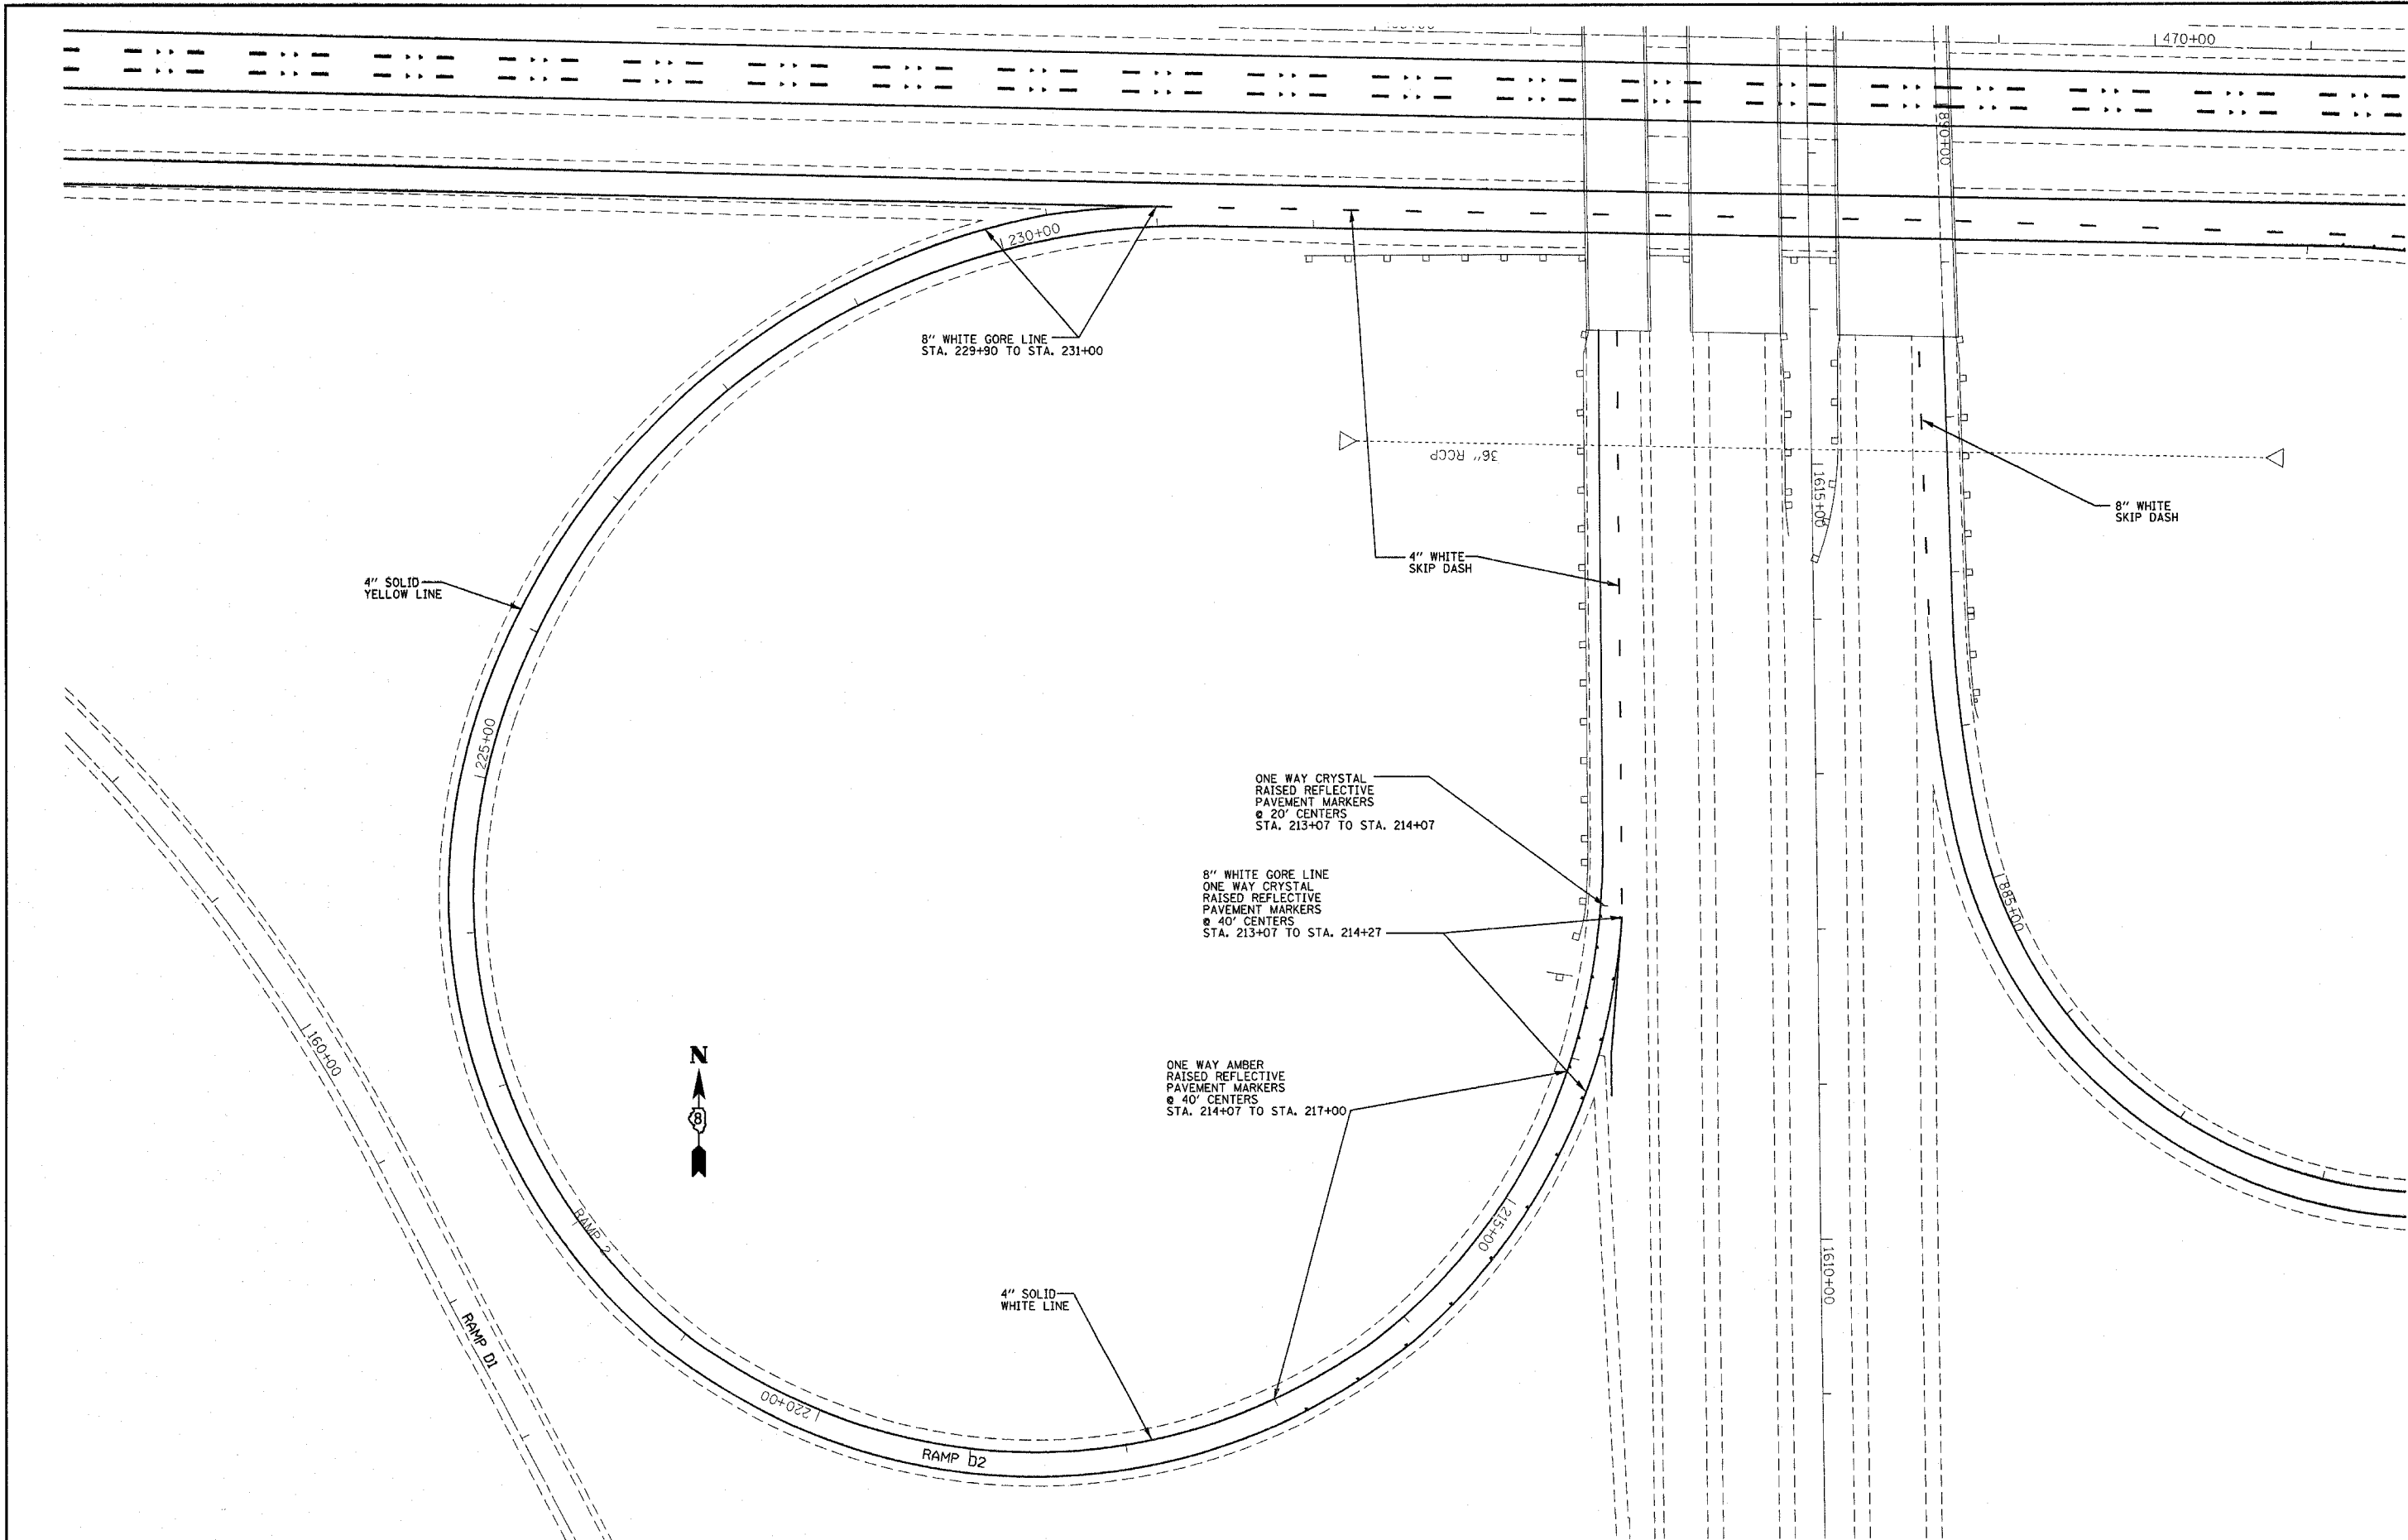 470+00
890+00
230+00
8" WHITE GORE LINE
STA. 229+90 TO STA. 231+00
36" RCCP
1615+00
8" WHITE
SKIP DASH
4" WHITE
SKIP DASH
4" SOLID
YELLOW LINE
225+00
ONE WAY CRYSTAL
RAISED REFLECTIVE
PAVEMENT MARKERS
@ 20' CENTERS
STA. 213+07 TO STA. 214+07
8" WHITE GORE LINE
ONE WAY CRYSTAL
RAISED REFLECTIVE
PAVEMENT MARKERS
@ 40' CENTERS
STA. 213+07 TO STA. 214+27
885+00
160+00
N
8
ONE WAY AMBER
RAISED REFLECTIVE
PAVEMENT MARKERS
@ 40' CENTERS
STA. 214+07 TO STA. 217+00
RAMP 2
215+00
1610+00
4" SOLID
WHITE LINE
RAMP D1
220+00
RAMP D2